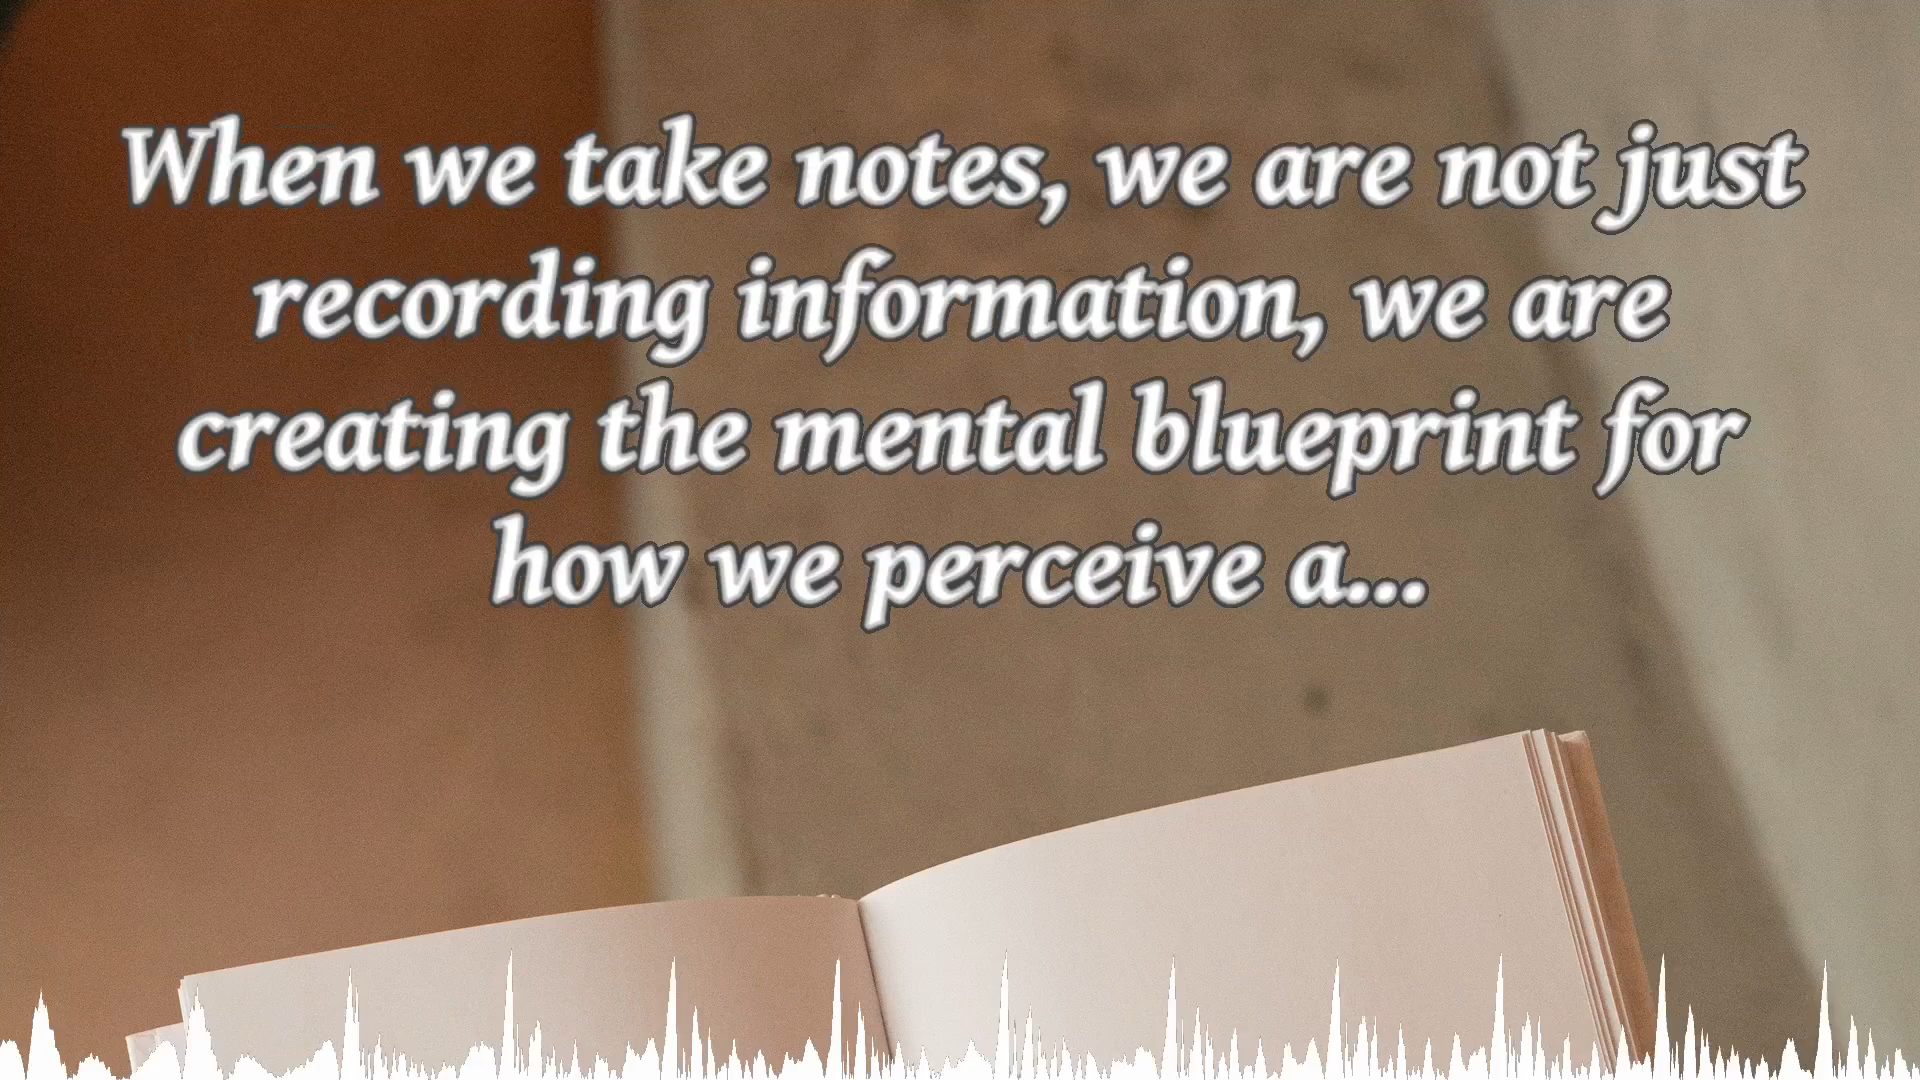 When we take notes, we are not just
recording information, we are
creating the mental blueprint for
how we perceive a...